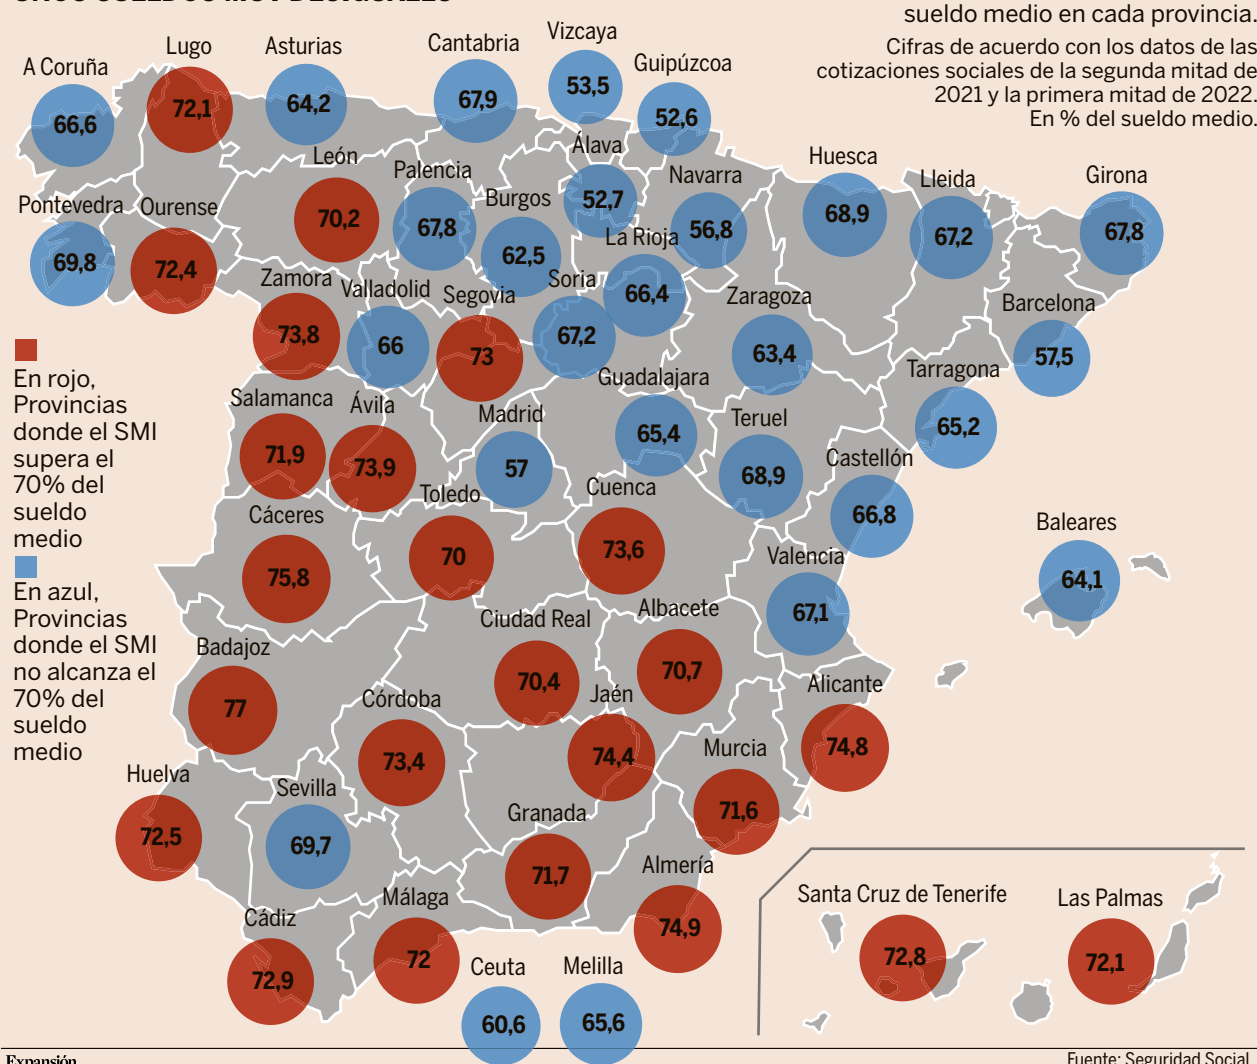 sueldo medio en cada provincia.
Cifras de acuerdo con los datos de las
cotizaciones sociales de la segunda mitad de
2021 y la primera mitad de 2022.
En % del sueldo medio.
A Coruña
66,6
Lugo
72,1
Asturias
64,2
Cantabria
67,9
Vizcaya
53,5
Guipúzcoa
52,6
Álava
52,7
Pontevedra
69,8
Ourense
72,4
León
70,2
Palencia
67,8
Burgos
62,5
Navarra
56,8
La Rioja
66,4
Huesca
68,9
Lleida
67,2
Girona
67,8
Zamora
73,8
Valladolid
66
Segovia
73
Soria
67,2
Zaragoza
63,4
Barcelona
57,5
Tarragona
65,2
Salamanca
71,9
Ávila
73,9
Madrid
57
Guadalajara
65,4
Teruel
68,9
Castellón
66,8
Cáceres
75,8
Toledo
70
Cuenca
73,6
Valencia
67,1
Baleares
64,1
Badajoz
77
Ciudad Real
70,4
Albacete
70,7
Alicante
74,8
Córdoba
73,4
Jaén
74,4
Murcia
71,6
Huelva
72,5
Sevilla
69,7
Granada
71,7
Almería
74,9
Cádiz
72,9
Málaga
72
Ceuta
60,6
Melilla
65,6
Santa Cruz de Tenerife
72,8
Las Palmas
72,1
En rojo,
Provincias
donde el SMI
supera el
70% del
sueldo
medio
En azul,
Provincias
donde el SMI
no alcanza el
70% del
sueldo
medio
Expansión
Fuente: Seguridad Social